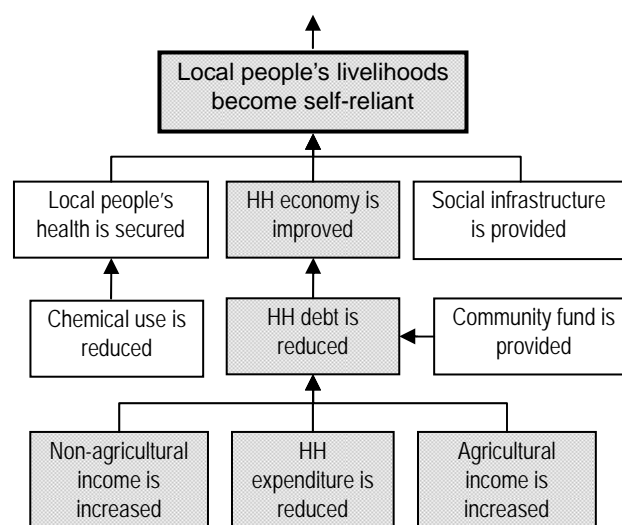 Local people's livelihoods
become self-reliant
Local people's
health is secured
HH economy is
improved
Social infrastructure
is provided
Chemical use is
reduced
HH debt is
reduced
Community fund is
provided
Non-agricultural
income is
increased
HH
expenditure is
reduced
Agricultural
income is
increased